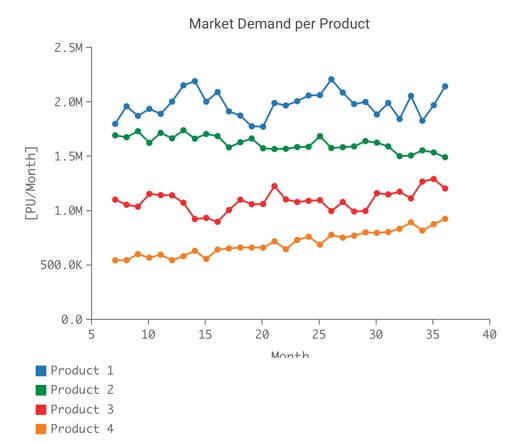 Market Demand per Product
2.5M
2.0M
1.5M
1.0M
500.0K
0.0
[PU/Month]
5 10 15 20 25 30 35 40
Month
Product 1
Product 2
Product 3
Product 4